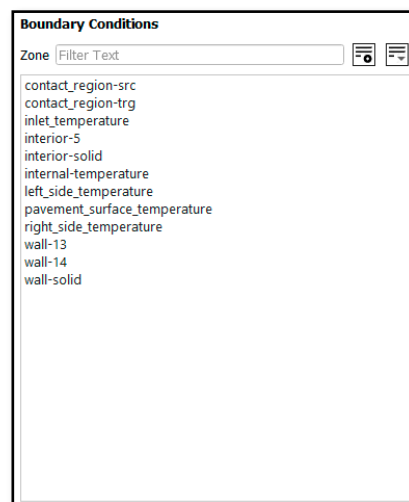 Boundary Conditions
Zone Filter Text
contact_region-src
contact_region-trg
inlet_temperature
interior-5
interior-solid
internal-temperature
left_side_temperature
pavement_surface_temperature
right_side_temperature
wall-13
wall-14
wall-solid